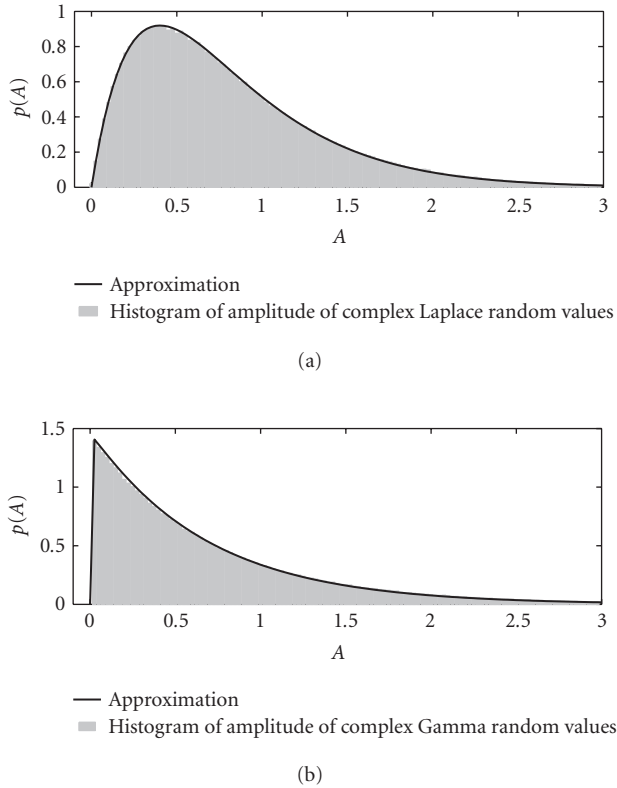 1
0.8
0.6
0.4
0.2
0
p(A)
0 0.5 1 1.5 2 2.5 3
A
Approximation
Histogram of amplitude of complex Laplace random values
(a)
1.5
1
0.5
0
p(A)
0 0.5 1 1.5 2 2.5 3
A
Approximation
Histogram of amplitude of complex Gamma random values
(b)